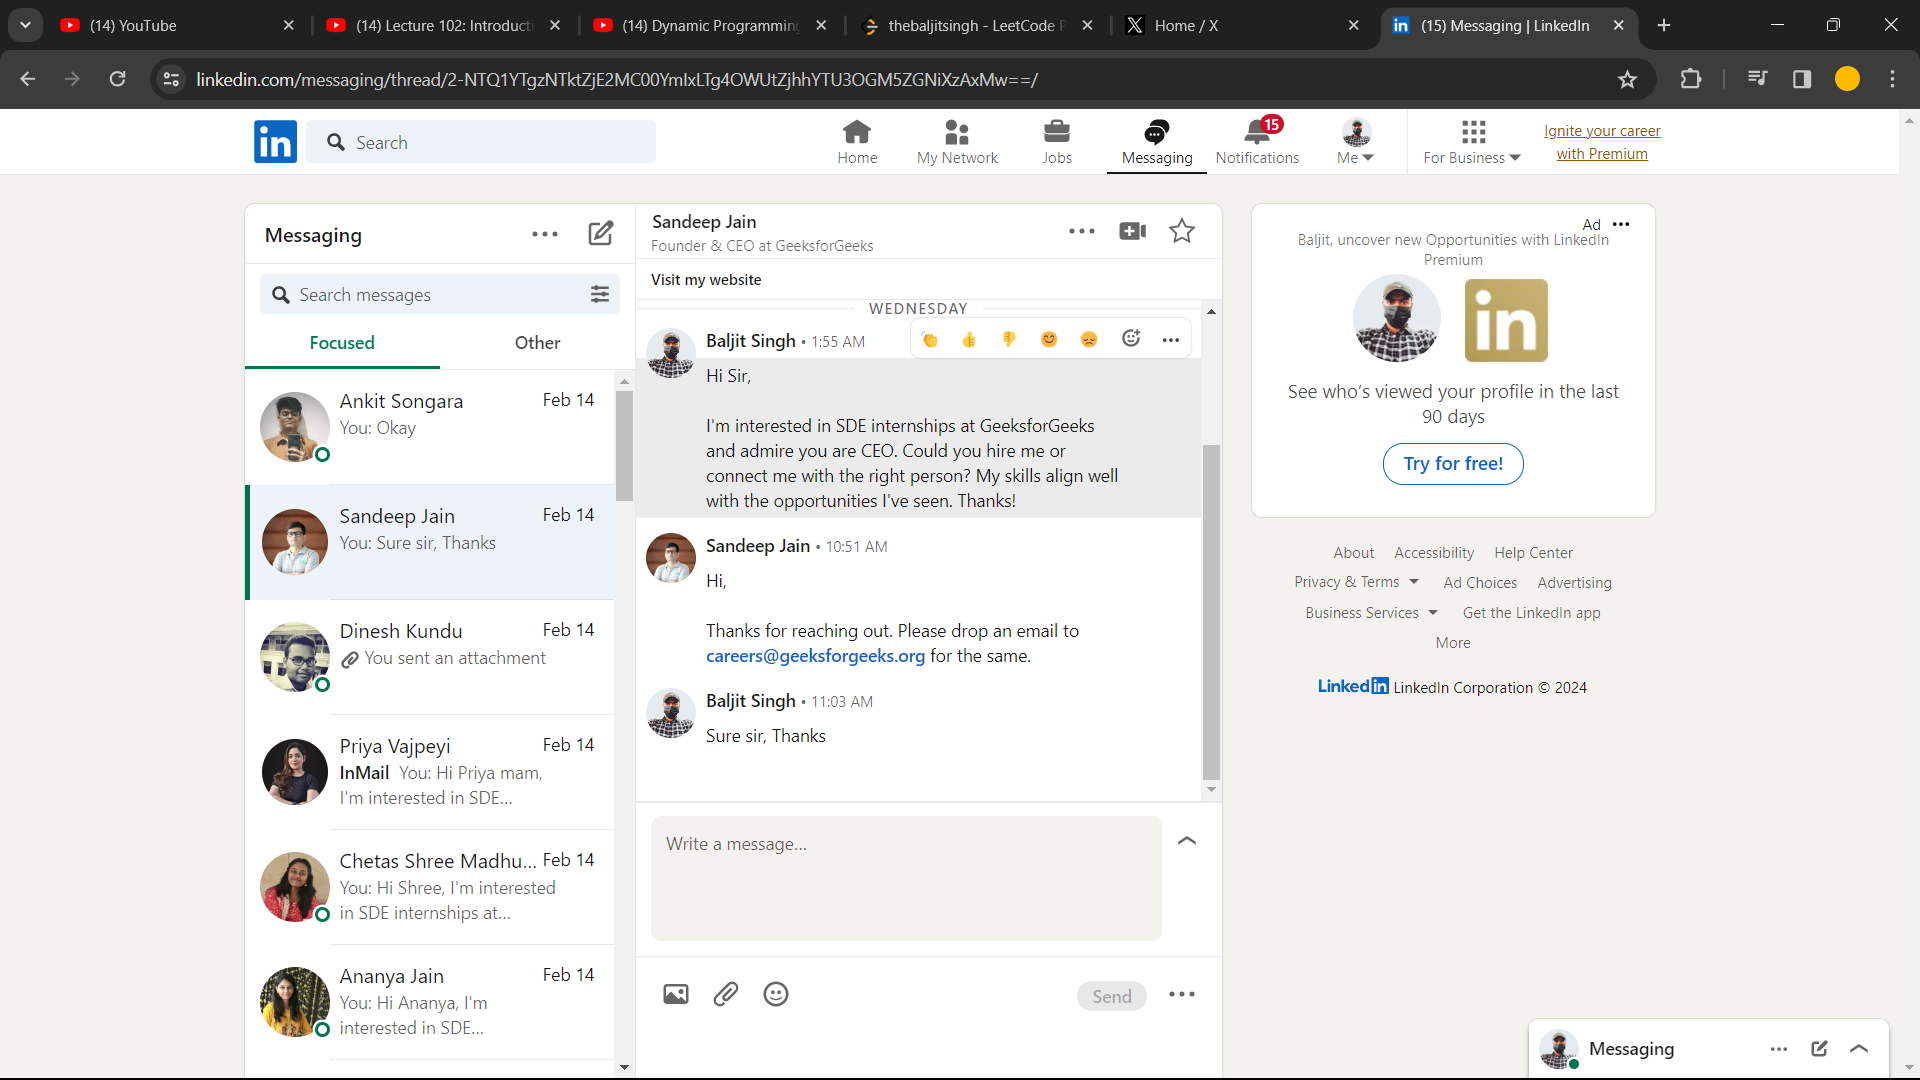 (14) YouTube
(14) Lecture 102: Introducti
(14) Dynamic Programming
thebaljitsingh - LeetCode P
Home / X
(15) Messaging | LinkedIn
linkedin.com/messaging/thread/2-NTQ1YTgzNTktZjE2MC00YmIxLTg4OWUtZjhhYTU3OGM5ZGNiXzAxMw==/
in
Search
Home
My Network
Jobs
Messaging
15
Notifications
Me
For Business
Ignite your career
with Premium
Messaging
Search messages
Focused
Other
Ankit Songara
Feb 14
You: Okay
Sandeep Jain
Feb 14
You: Sure sir, Thanks
Dinesh Kundu
Feb 14
You sent an attachment
Priya Vajpeyi
Feb 14
InMail You: Hi Priya mam,
I'm interested in SDE...
Chetas Shree Madhu...
Feb 14
You: Hi Shree, I'm interested
in SDE internships at...
Ananya Jain
Feb 14
You: Hi Ananya, I'm
interested in SDE...
Sandeep Jain
Founder & CEO at GeeksforGeeks
Visit my website
WEDNESDAY
Baljit Singh • 1:55 AM
Hi Sir,
I'm interested in SDE internships at GeeksforGeeks
and admire you are CEO. Could you hire me or
connect me with the right person? My skills align well
with the opportunities I've seen. Thanks!
Sandeep Jain • 10:51 AM
Hi,
Thanks for reaching out. Please drop an email to
careers@geeksforgeeks.org for the same.
Baljit Singh • 11:03 AM
Sure sir, Thanks
Write a message...
Send
Ad
Baljit, uncover new Opportunities with LinkedIn
Premium
in
See who's viewed your profile in the last
90 days
Try for free!
About
Accessibility
Help Center
Privacy & Terms
Ad Choices
Advertising
Business Services
Get the LinkedIn app
More
LinkedIn LinkedIn Corporation © 2024
Messaging